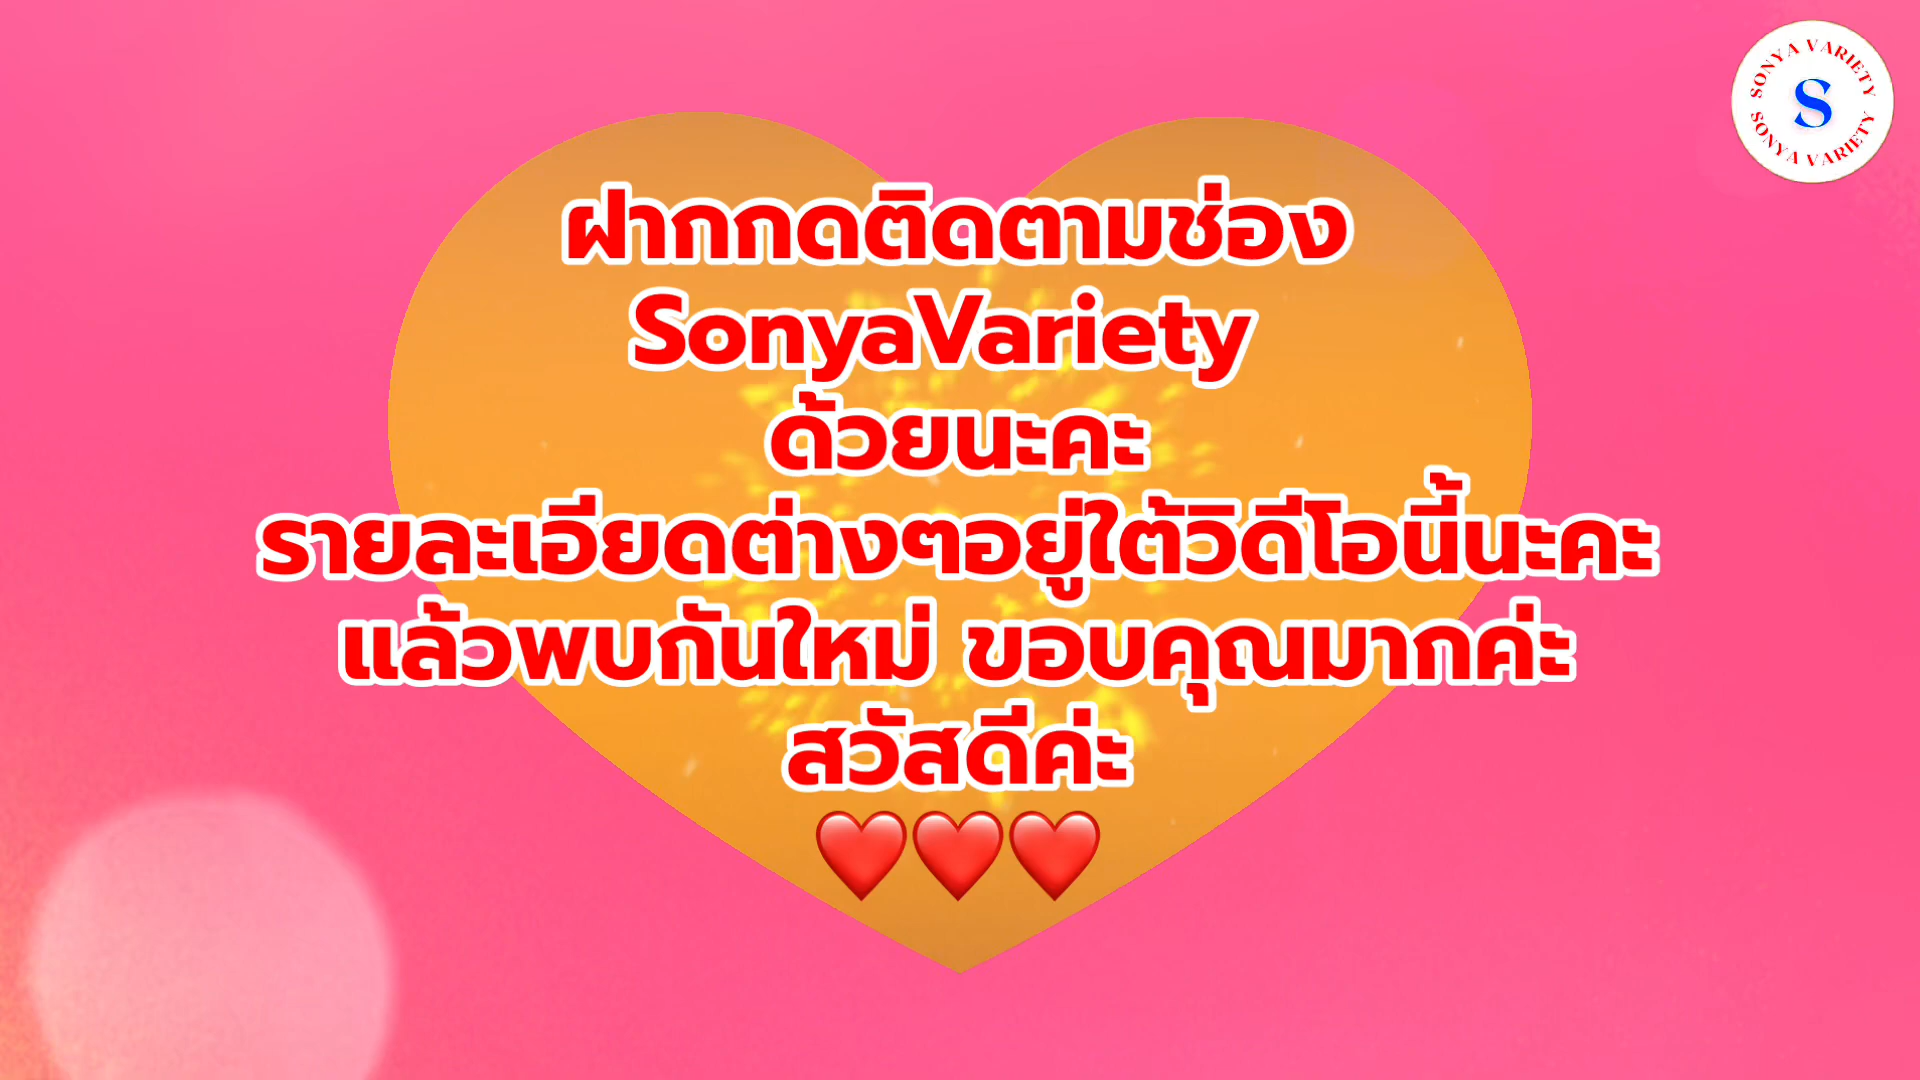 SONYA VARIETY
S
SONYA VARIETY
ฝากกดติดตามช่อง
SonyaVariety
ด้วยนะคะ
รายละเอียดต่างๆอยู่ใต้วิดีโอนี้นะคะ
แล้วพบกันใหม่ ขอบคุณมากค่ะ
สวัสดีค่ะ
❤️❤️❤️